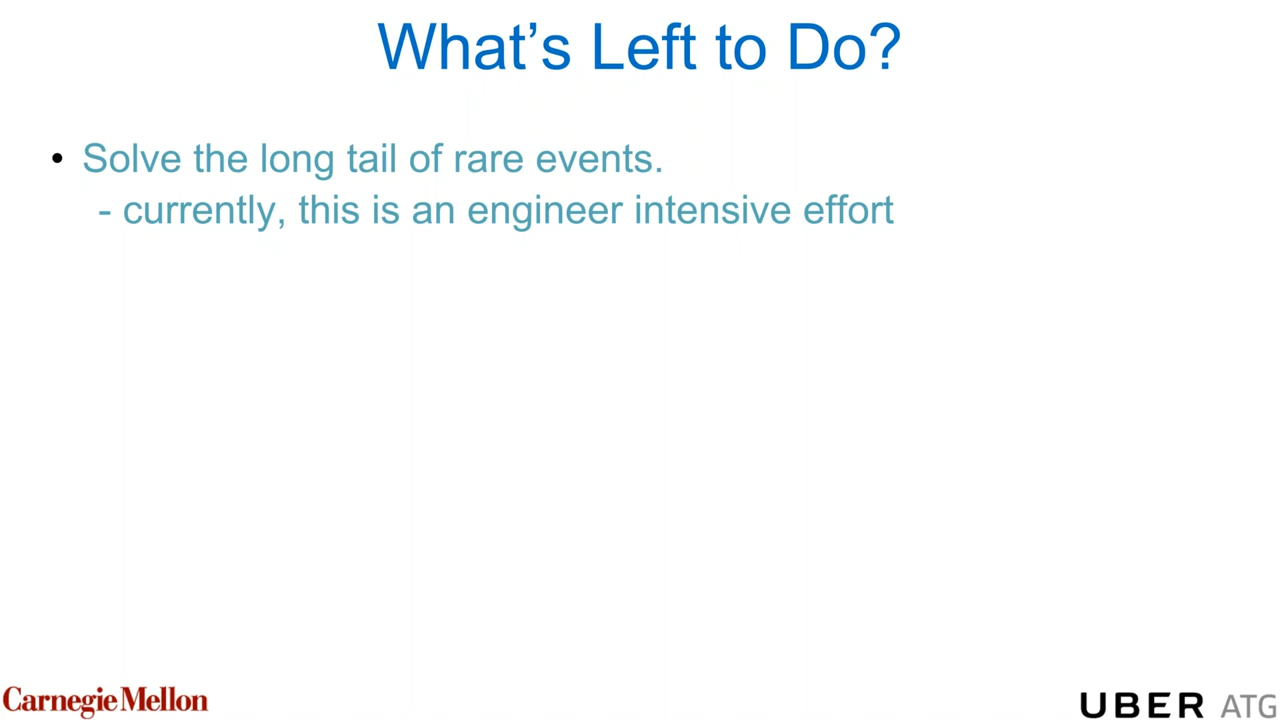 What’s Left to Do?
• Solve the long tail of rare events.
- currently, this is an engineer intensive effort
Carnegie Mellon
UBER ATG